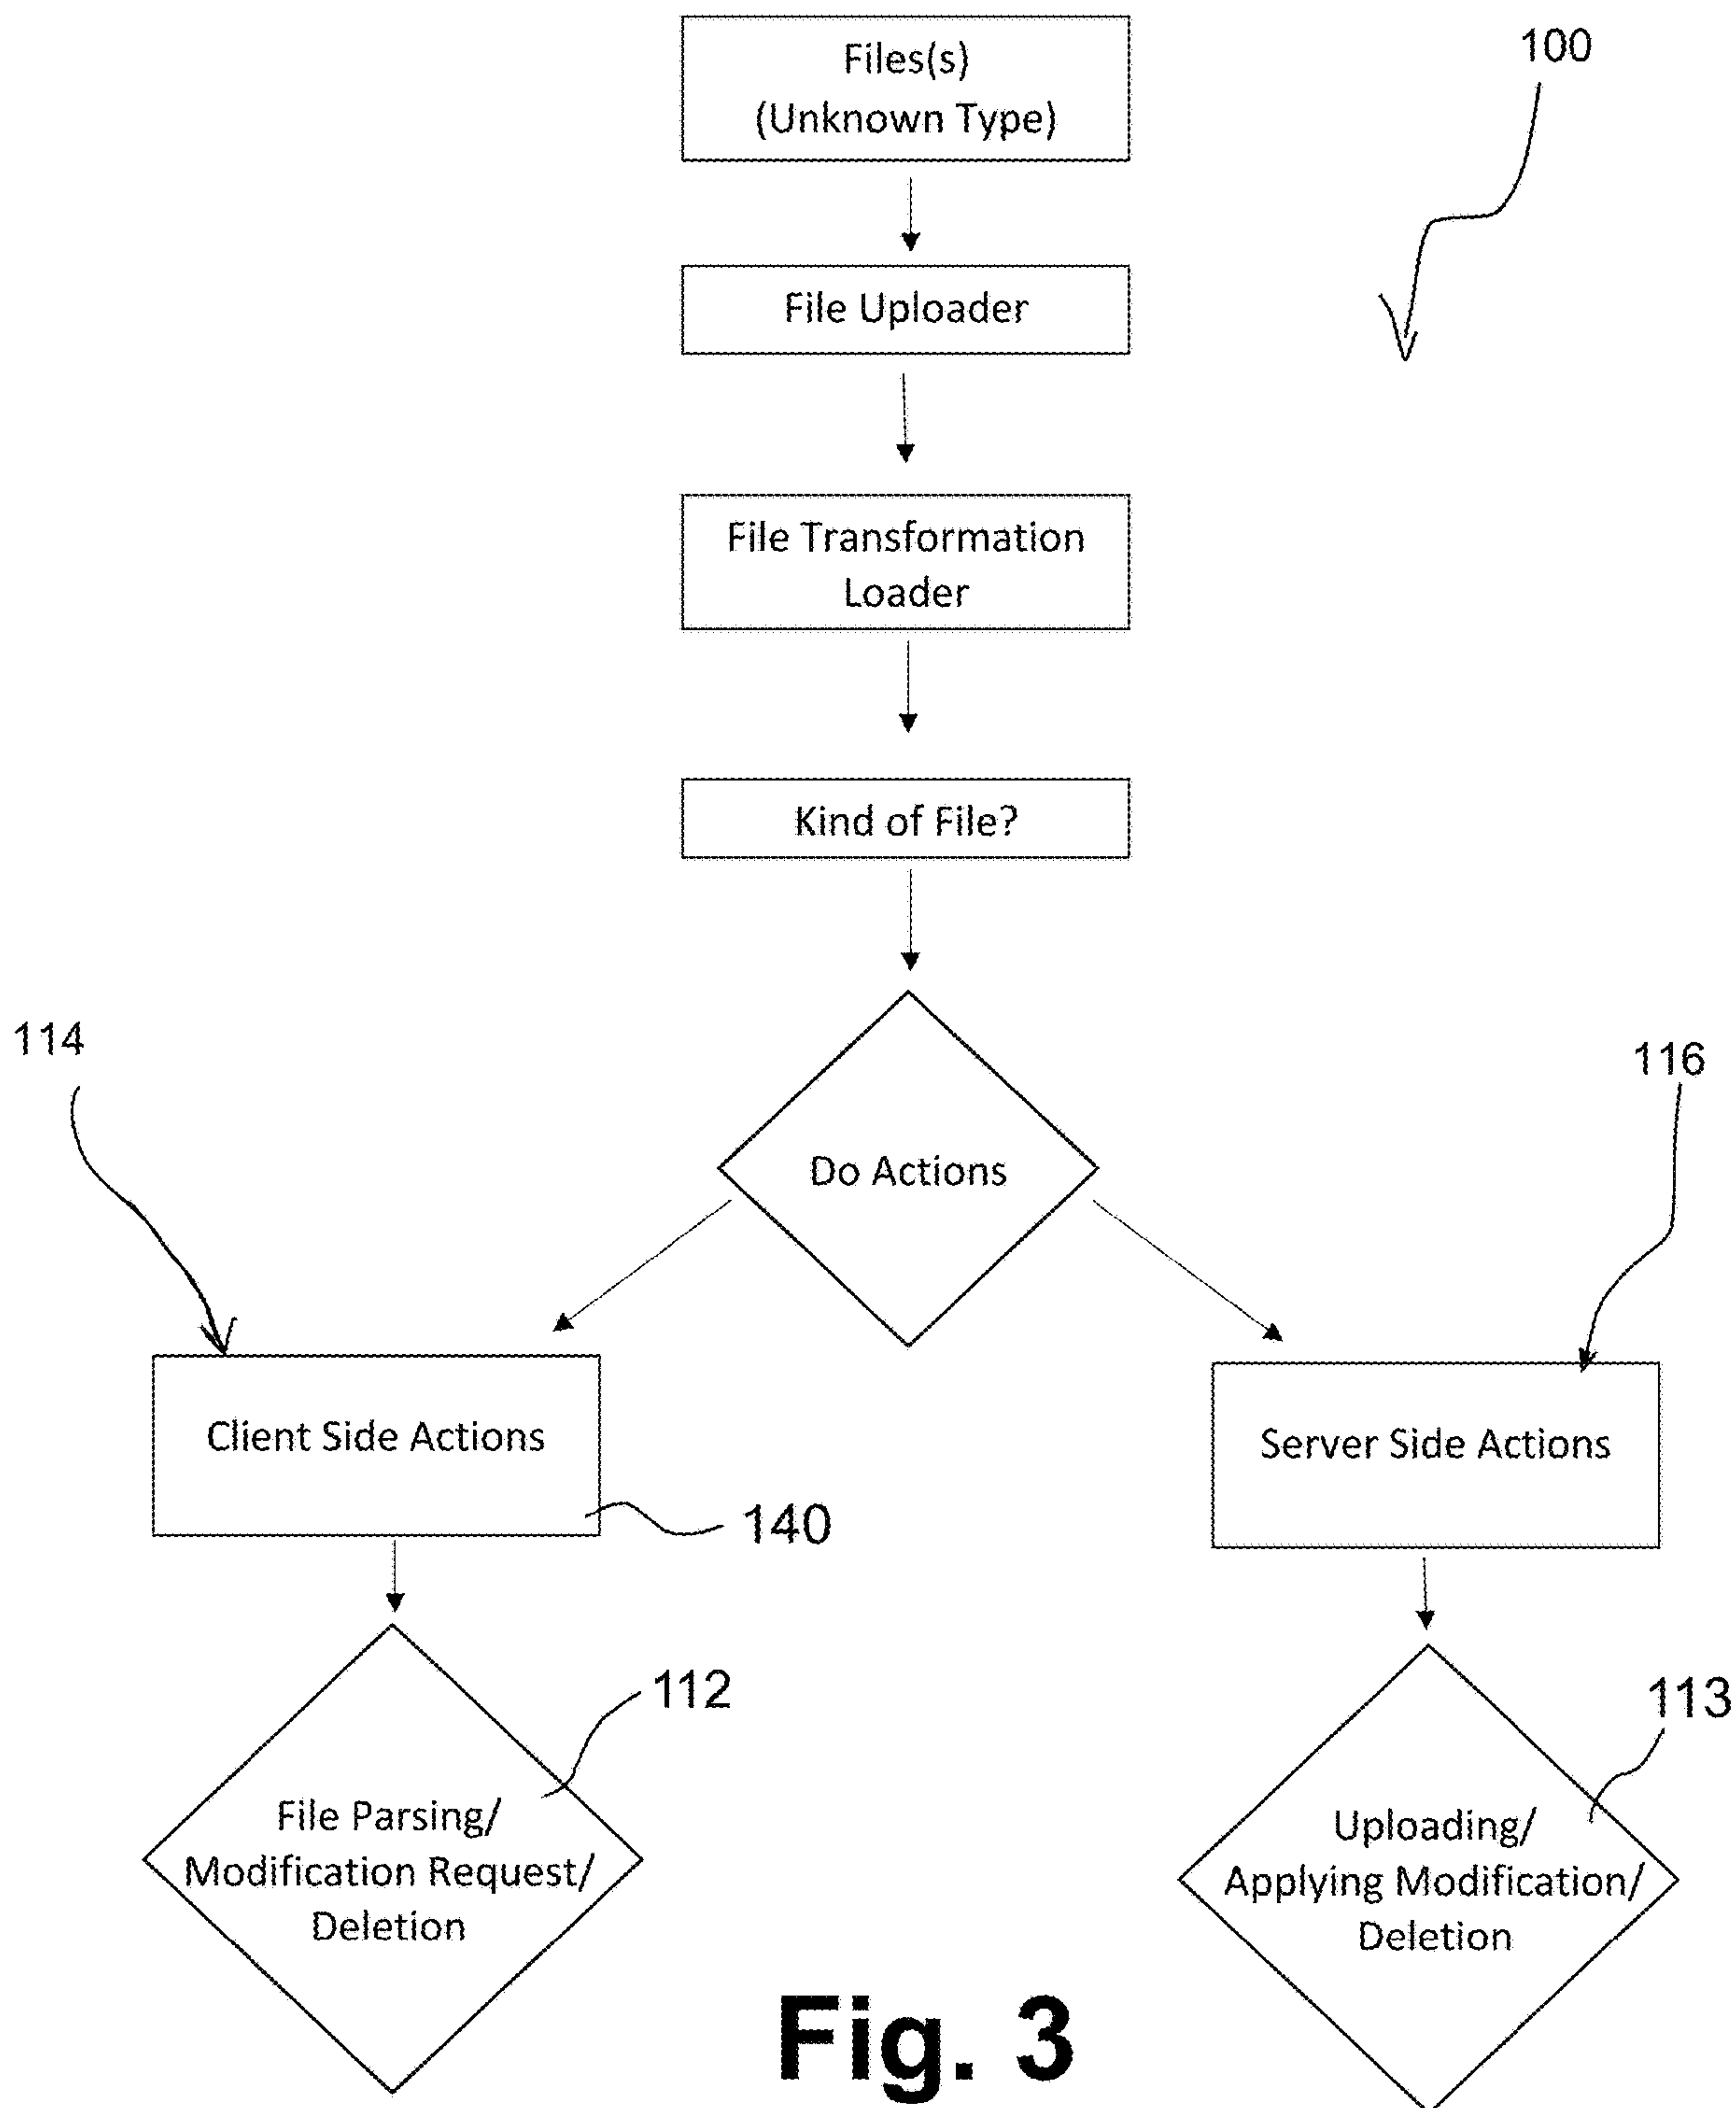 Files(s)
(Unknown Type)
100
File Uploader
File Transformation
Loader
Kind of File?
Do Actions
114
116
Client Side Actions
140
Server Side Actions
112
File Parsing/
Modification Request/
Deletion
113
Uploading/
Applying Modification/
Deletion
Fig. 3